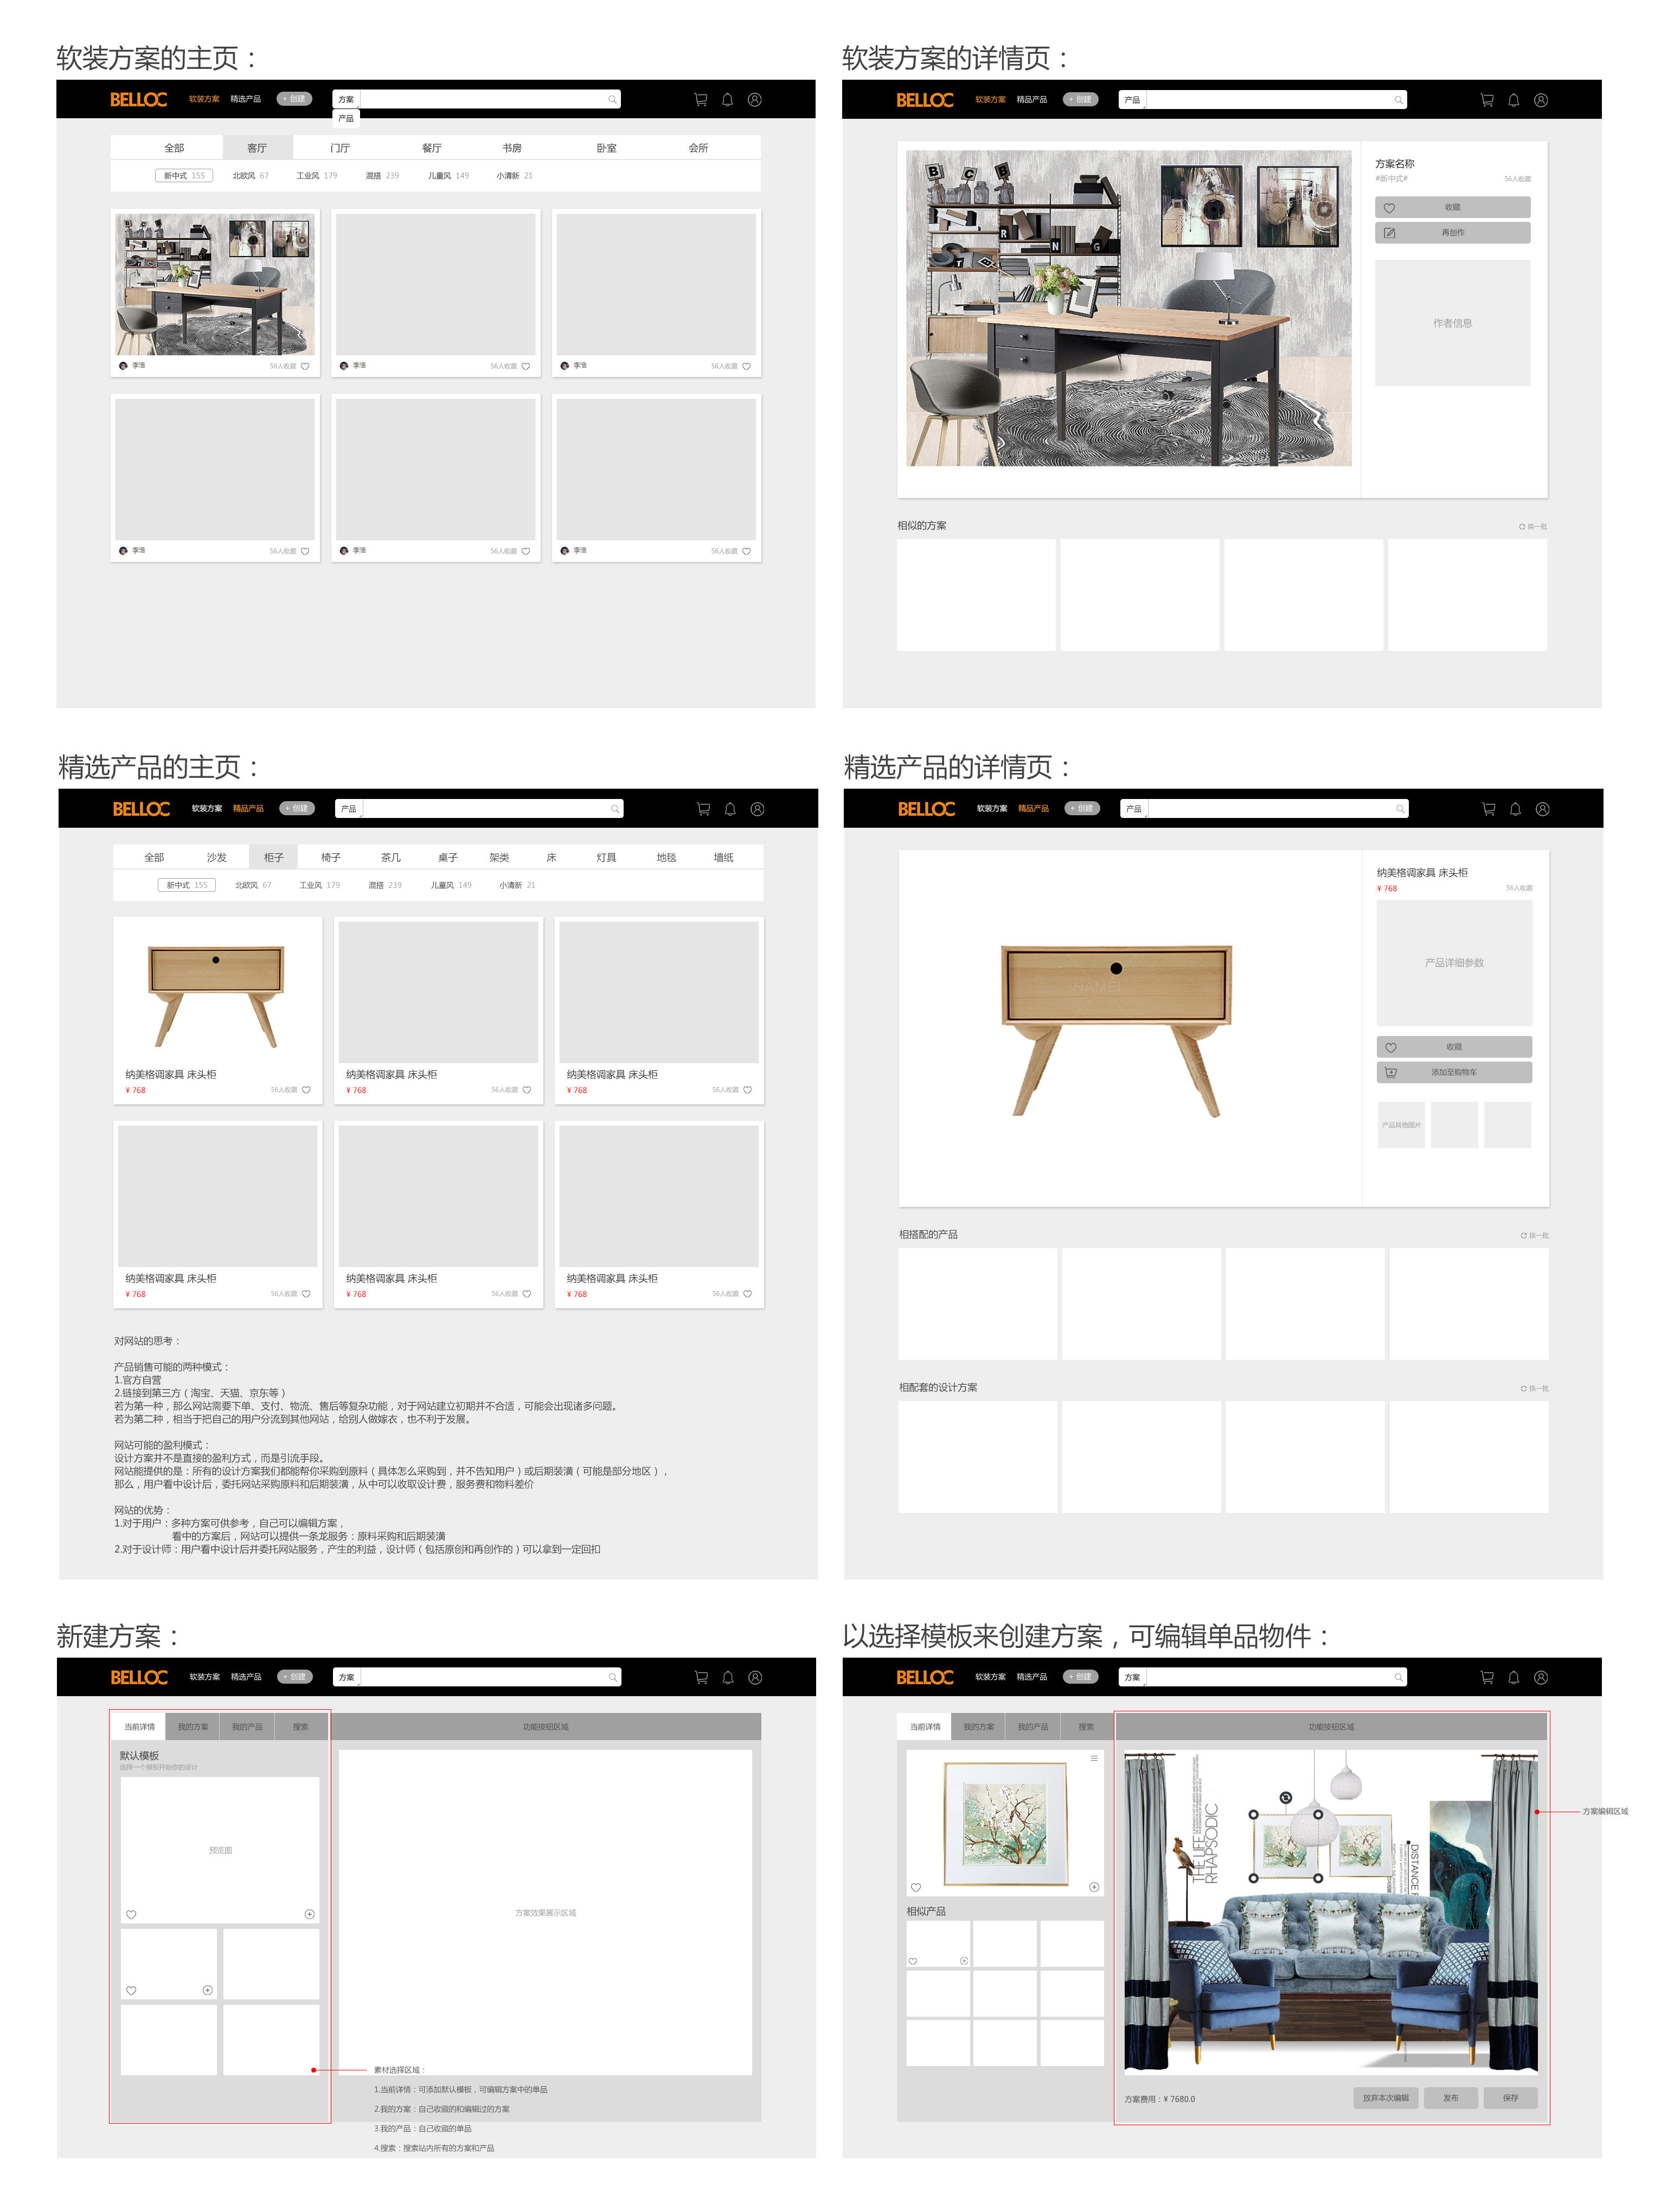 软装方案的主页：
BELLOC 软装方案 精选产品 + 创建 方案
产品
全部 客厅 门厅 餐厅 书房 卧室 会所
新中式 155 北欧风 67 工业风 179 混搭 239 儿童风 149 小清新 21
56人收藏 56人收藏 56人收藏
56人收藏 56人收藏 56人收藏
软装方案的详情页：
BELLOC 软装方案 精品产品 + 创建 产品
B C B
R N G
T B
方案名称
#新中式# 56人收藏
收藏
再创作
作者信息
相似的方案 换一批
精选产品的主页：
BELLOC 软装方案 精品产品 + 创建 产品
全部 沙发 柜子 椅子 茶几 桌子 架类 床 灯具 地毯 墙纸
新中式 155 北欧风 67 工业风 179 混搭 239 儿童风 149 小清新 21
纳美格调家具 床头柜 纳美格调家具 床头柜 纳美格调家具 床头柜
¥ 768 56人收藏 ¥ 768 56人收藏 ¥ 768 56人收藏
纳美格调家具 床头柜 纳美格调家具 床头柜 纳美格调家具 床头柜
¥ 768 56人收藏 ¥ 768 56人收藏 ¥ 768 56人收藏
对网站的思考：
产品销售可能的两种模式：
1.官方自营
2.链接到第三方（淘宝、天猫、京东等）
若为第一种，那么网站需要下单、支付、物流、售后等复杂功能，对于网站建立初期并不合适，可能会出现诸多问题。
若为第二种，相当于把自己的用户分流到其他网站，给别人做嫁衣，也不利于发展。
网站可能的盈利模式：
设计方案并不是直接的盈利方式，而是引流手段。
网站能提供的是：所有的设计方案我们都能帮你采购到原料（具体怎么采购到，并不告知用户）或后期装潢（可能是部分地区），
那么，用户看中设计后，委托网站采购原料和后期装潢，从中可以收取设计费，服务费和物料差价
网站的优势：
1.对于用户：多种方案可供参考，自己可以编辑方案，
看中的方案后，网站可以提供一条龙服务：原料采购和后期装潢
2.对于设计师：用户看中设计后并委托网站服务，产生的利益，设计师（包括原创和再创作的）可以拿到一定回扣
精选产品的详情页：
BELLOC 软装方案 精品产品 + 创建 产品
NAMEI
纳美格调家具 床头柜
¥ 768 56人收藏
产品详细参数
收藏
添加至购物车
产品其他图片
相搭配的产品 换一批
相配套的设计方案 换一批
新建方案：
BELLOC 软装方案 精选产品 + 创建 方案
当前详情 我的方案 我的产品 搜索 功能按钮区域
默认模板
选择一个模板开始你的设计
预览图
方案效果展示区域
素材选择区域：
1.当前详情：可添加默认模板，可编辑方案中的单品
2.我的方案：自己收藏的和编辑过的方案
3.我的产品：自己收藏的单品
4.搜索：搜索站内所有的方案和产品
以选择模板来创建方案，可编辑单品物件：
BELLOC 软装方案 精选产品 + 创建 方案
当前详情 我的方案 我的产品 搜索 功能按钮区域
相似产品
THE LIFE
RHAPSODIC
DISTANCE
方案编辑区域
方案费用：¥ 7680.0 放弃本次编辑 发布 保存